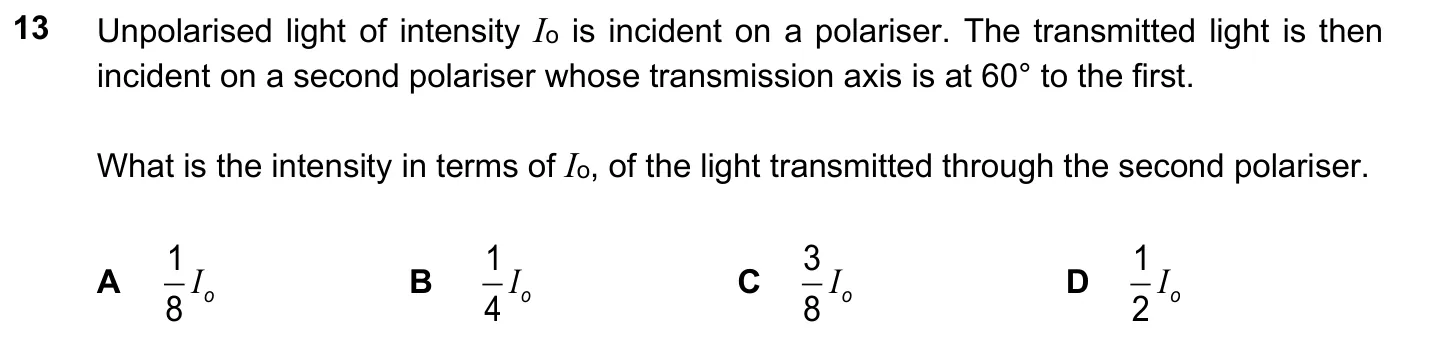 13 Unpolarised light of intensity Io is incident on a polariser. The transmitted light is then
incident on a second polariser whose transmission axis is at 60° to the first.
What is the intensity in terms of Io, of the light transmitted through the second polariser.
A 1/8 Io B 1/4 Io C 3/8 Io D 1/2 Io